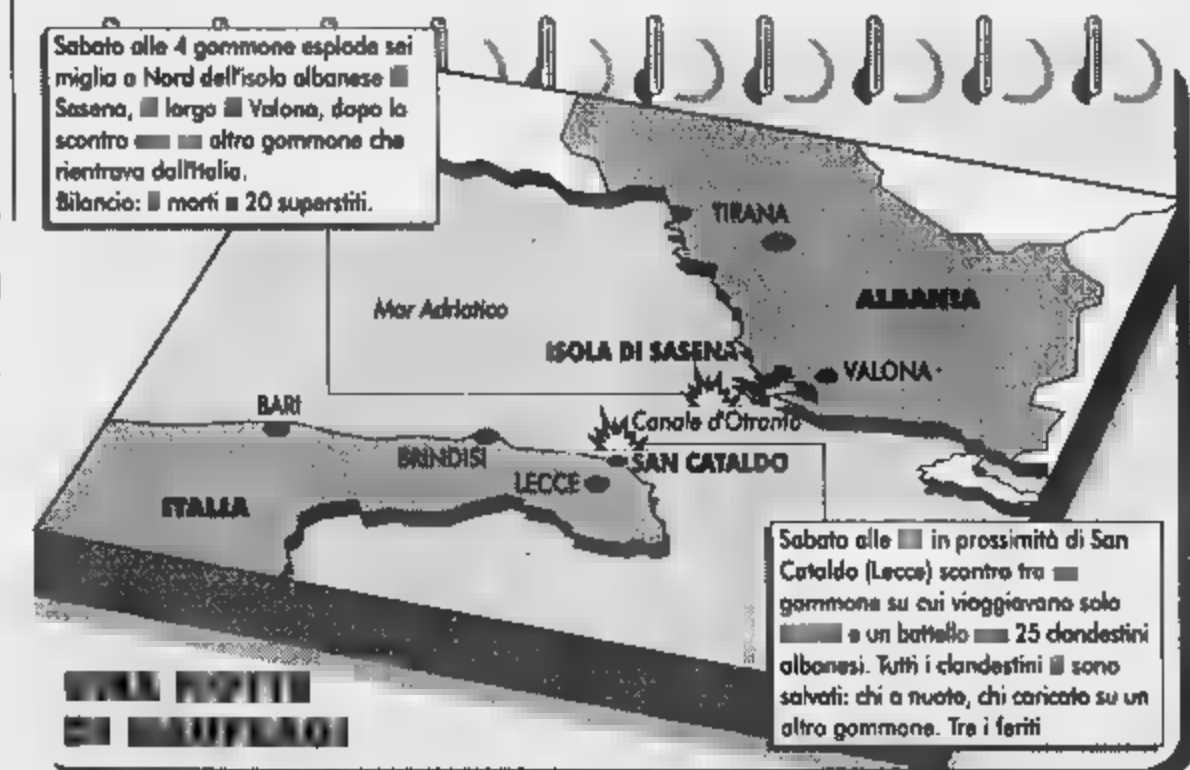 Sabato alle 4 gommone esplode sei
miglia a Nord dell'isola albanese
Sasena, largo Valona, dopo lo
scontro altro gommone che
rientrava dall'Italia.
Bilancio: morti 20 superstiti.
TIRANA
ALBANIA
Mar Adriatico
ISOLA DI SASENA
VALONA
BARI
Canale d'Otranto
BRINDISI
SAN CATALDO
LECCE
ITALIA
Sabato alle in prossimità di San
Cataldo (Lecce) scontro tra
gommone su cui viaggiavano solo
e un battello 25 clandestini
albanesi. Tutti i clandestini sono
salvati: chi a nuoto, chi caricato su un
altro gommone. Tre i feriti